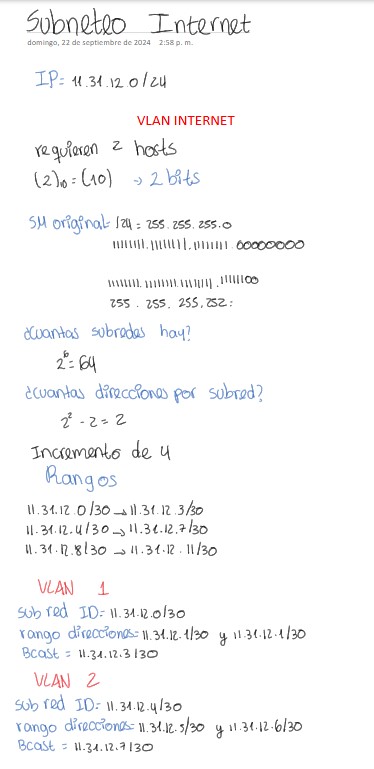 Subneteo Internet
domingo, 22 de septiembre de 2024 2:58 p. m.
IP= 11.31.12.0/24
VLAN INTERNET
requieren 2 hosts
(2)10 = (10) → 2 bits
SM original= /24 = 255.255.255.0
11111111.11111111.11111111.00000000
11111111.11111111.11111111.11111100
255.255.255.252:
¿cuantas subredes hay?
2^6 = 64
¿cuantas direcciones por subred?
2^2 - 2 = 2
Incremento de 4
Rangos
11.31.12.0/30 → 11.31.12.3/30
11.31.12.4/30 → 11.31.12.7/30
11.31.12.8/30 → 11.31.12.11/30
VLAN 1
sub red ID= 11.31.12.0/30
rango direcciones= 11.31.12.1/30 y 11.31.12.1/30
Bcast = 11.31.12.3/30
VLAN 2
sub red ID= 11.31.12.4/30
rango direcciones= 11.31.12.5/30 y 11.31.12.6/30
Bcast = 11.31.12.7/30